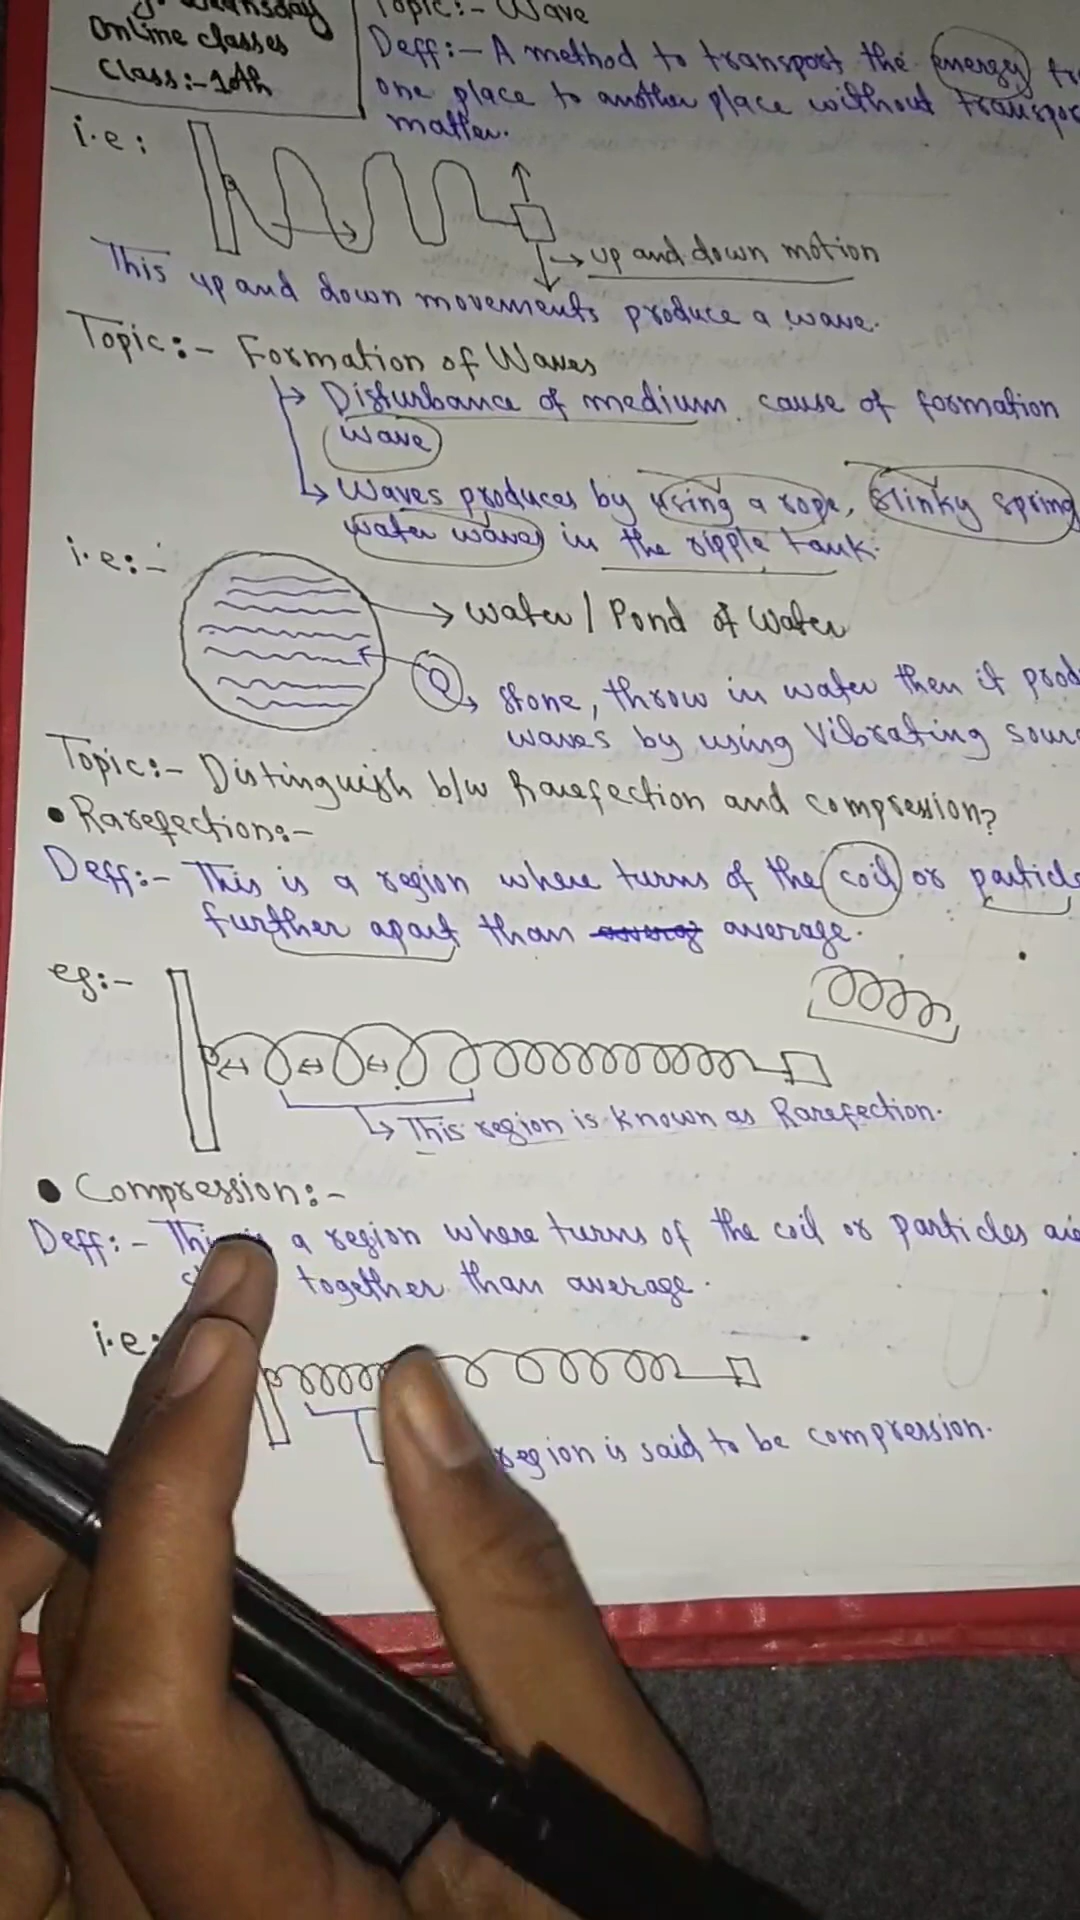 Online classes
Class:- 10th
Topic:- Wave
Deff:- A method to transport the energy
one place to another place without
matter.
i.e:
up and down motion
This up and down movements produce a wave.
Topic:- Formation of Waves
Disturbance of medium cause of formation
wave
Waves produces by using a rope, slinky spring
water waves in the ripple tank.
i.e:-
Water / Pond of Water
stone, throw in water then it
waves by using Vibrating
Topic:- Distinguish b/w Rarefection and compression?
• Rarefection:-
Deff:- This is a region where turns of the coil or
further apart than average.
eg:-
This region is known as Rarefection.
• Compression:-
Deff:- a region where turns of the coil or particles
together than average.
i.e:
region is said to be compression.